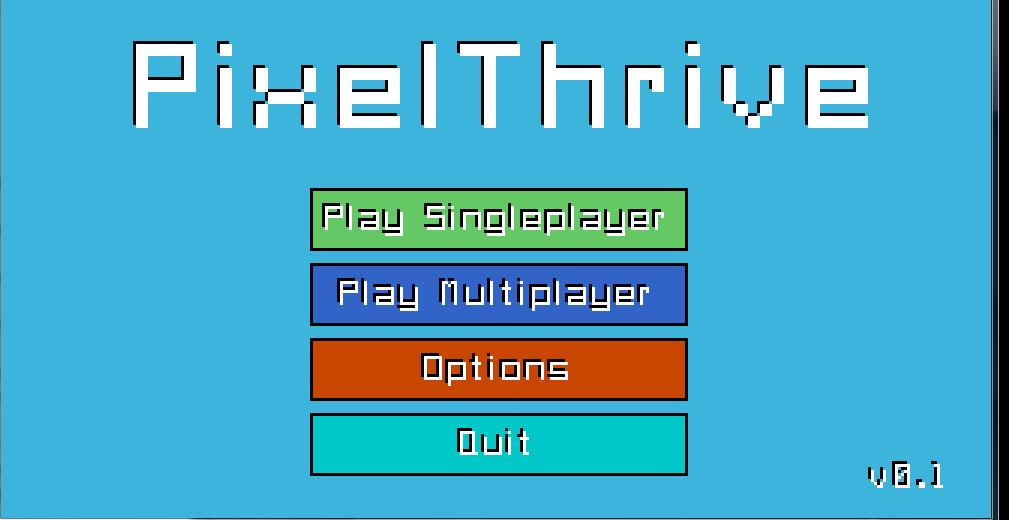 PixelThrive
Play Singleplayer
Play Multiplayer
Options
Quit
v0.1